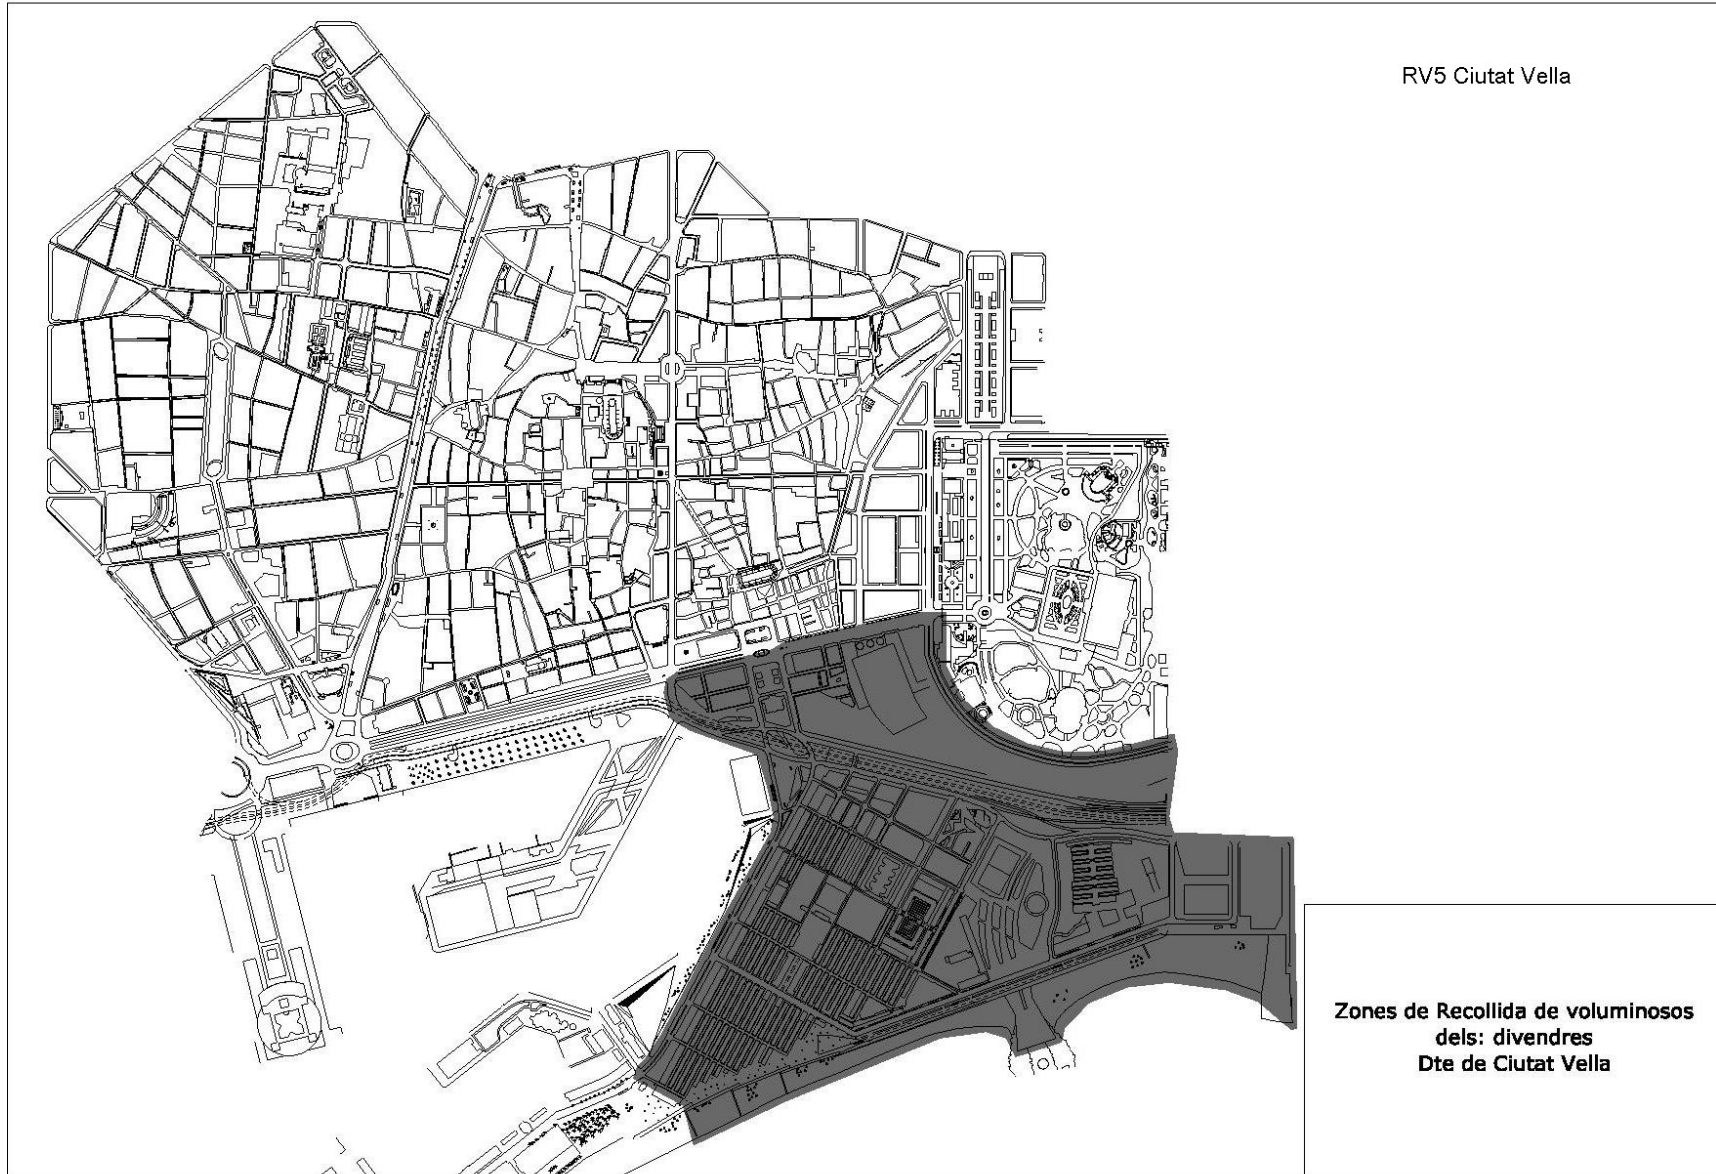 RV5 Ciutat Vella
Zones de Recollida de voluminosos
dels: divendres
Dte de Ciutat Vella